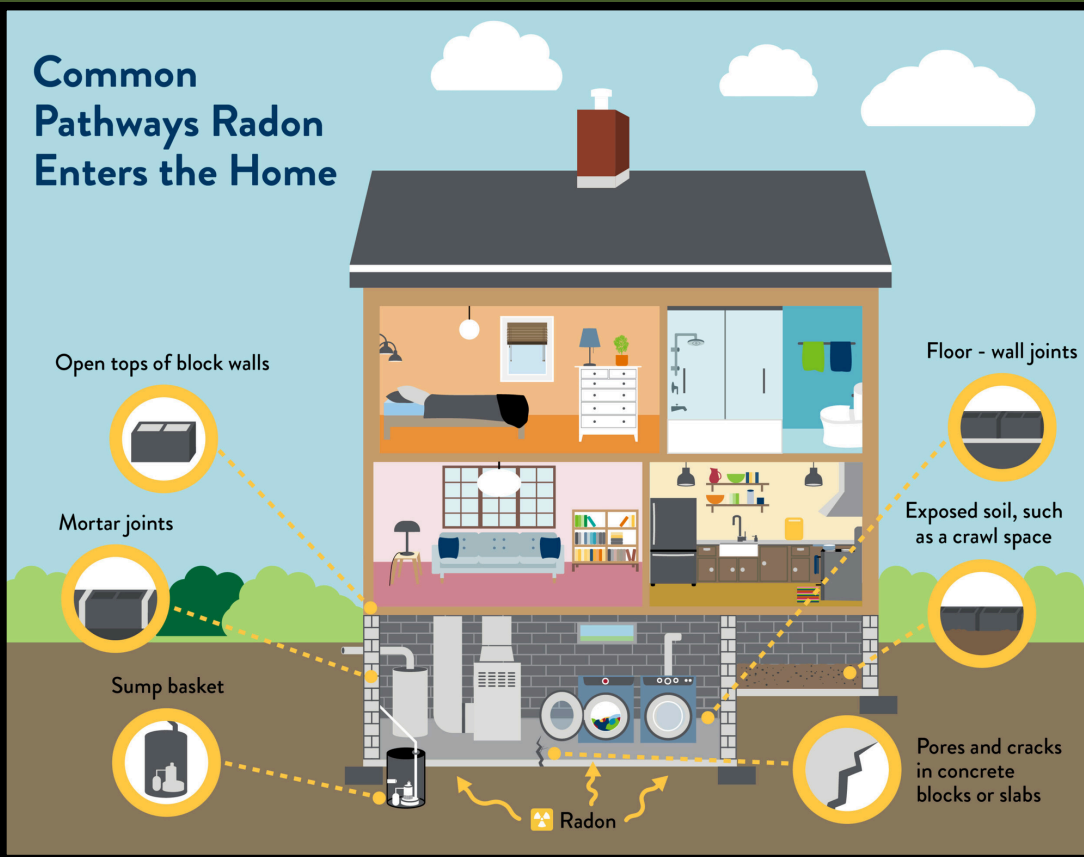 Common
Pathways Radon
Enters the Home
Open tops of block walls
Mortar joints
Sump basket
Floor - wall joints
Exposed soil, such
as a crawl space
Pores and cracks
in concrete
blocks or slabs
Radon